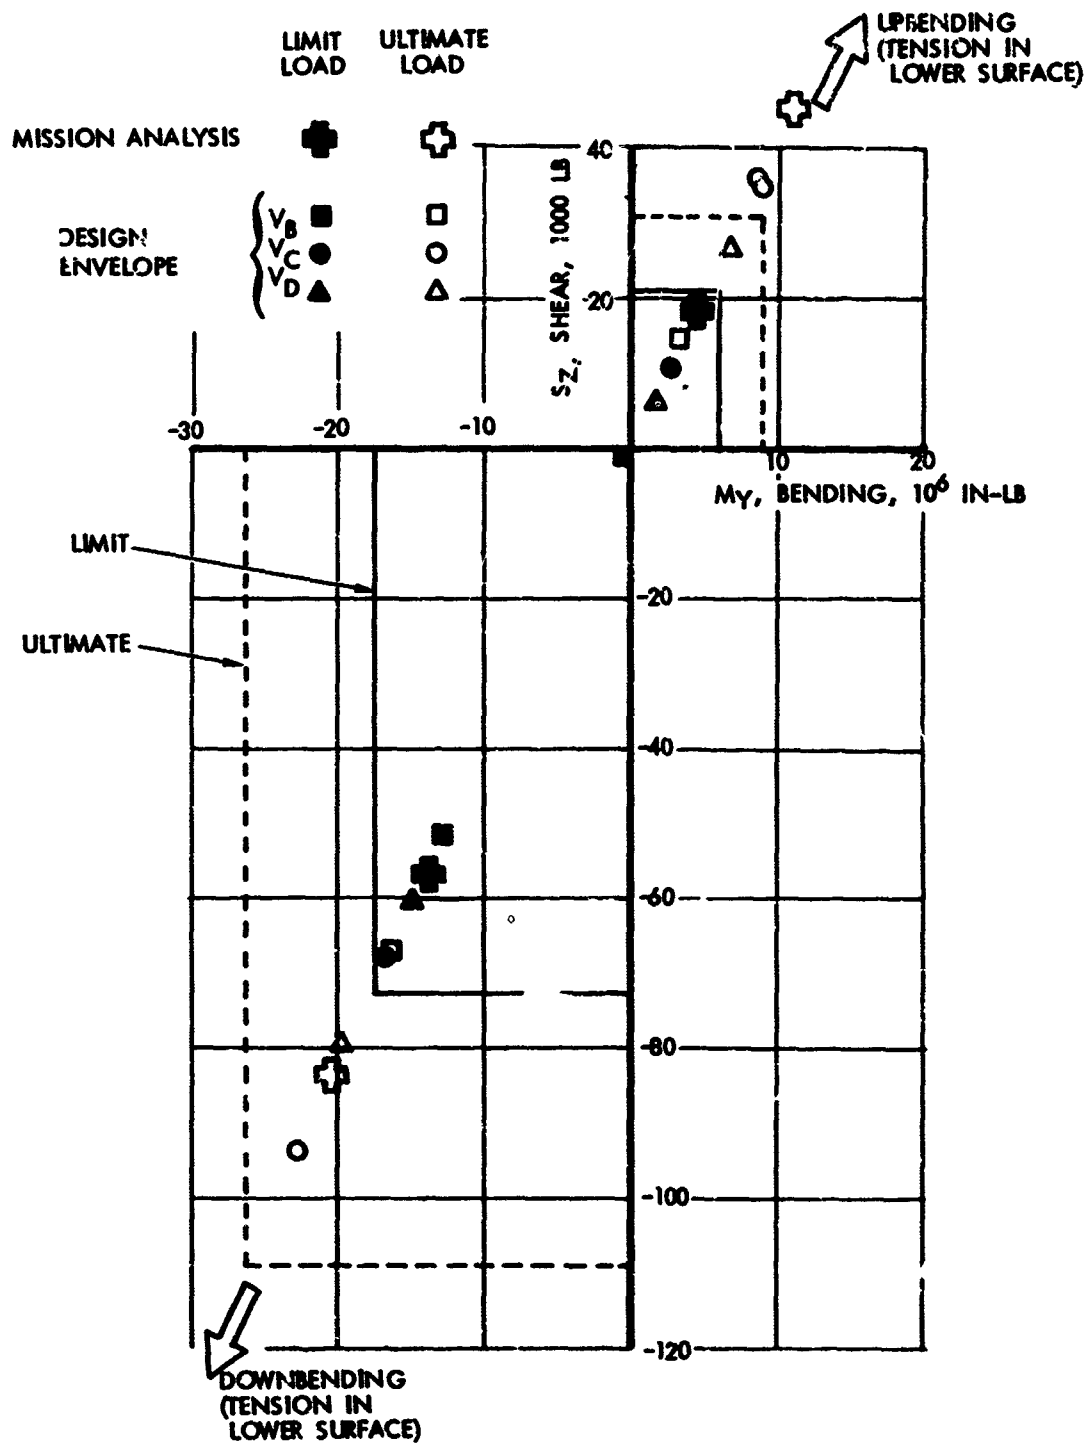 UPBENDING
(TENSION IN
LOWER SURFACE)
LIMIT
LOAD
ULTIMATE
LOAD
MISSION ANALYSIS
DESIGN
ENVELOPE
VB
VC
VD
40
20
SZ, SHEAR, 1000 LB
-30
-20
-10
10
20
MY, BENDING, 10⁶ IN-LB
LIMIT
ULTIMATE
-20
-40
-60
-80
-100
-120
DOWNBENDING
(TENSION IN
LOWER SURFACE)